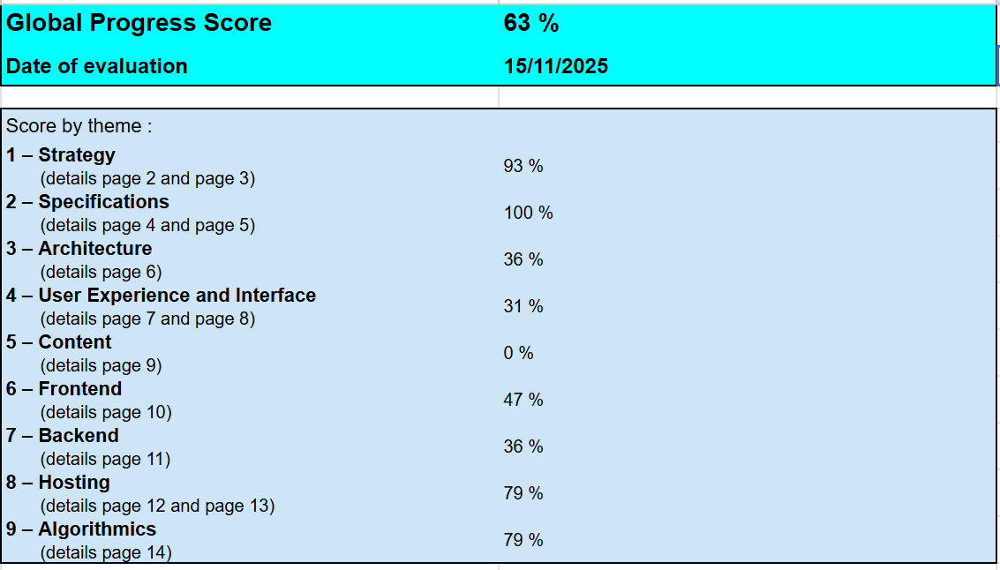 Global Progress Score 63 %
Date of evaluation 15/11/2025
Score by theme :
1 – Strategy
(details page 2 and page 3)
93 %
2 – Specifications
(details page 4 and page 5)
100 %
3 – Architecture
(details page 6)
36 %
4 – User Experience and Interface
(details page 7 and page 8)
31 %
5 – Content
(details page 9)
0 %
6 – Frontend
(details page 10)
47 %
7 – Backend
(details page 11)
36 %
8 – Hosting
(details page 12 and page 13)
79 %
9 – Algorithmics
(details page 14)
79 %